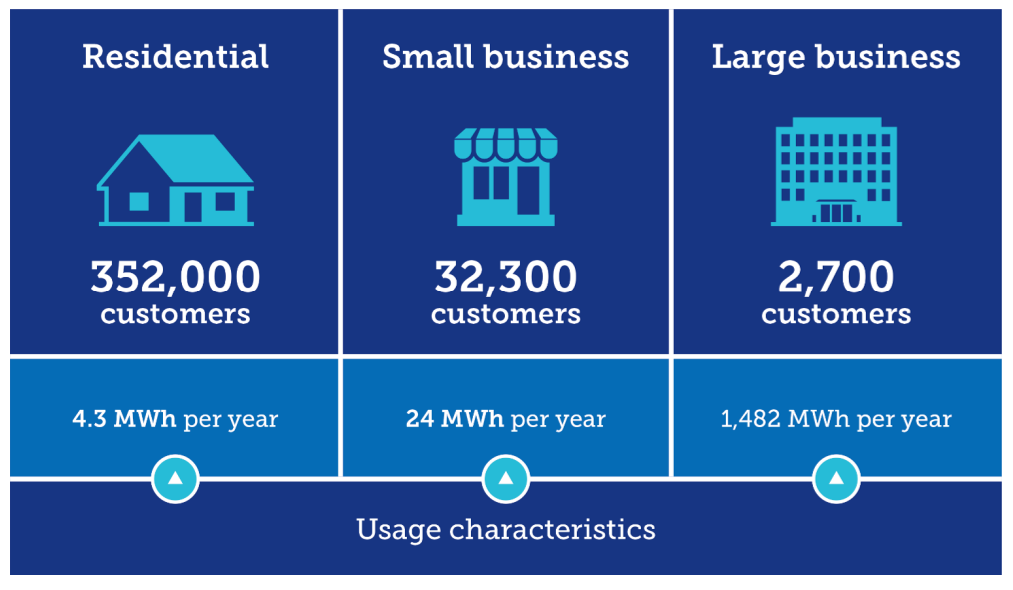 Residential
352,000
customers
4.3 MWh per year
Small business
32,300
customers
24 MWh per year
Large business
2,700
customers
1,482 MWh per year
Usage characteristics